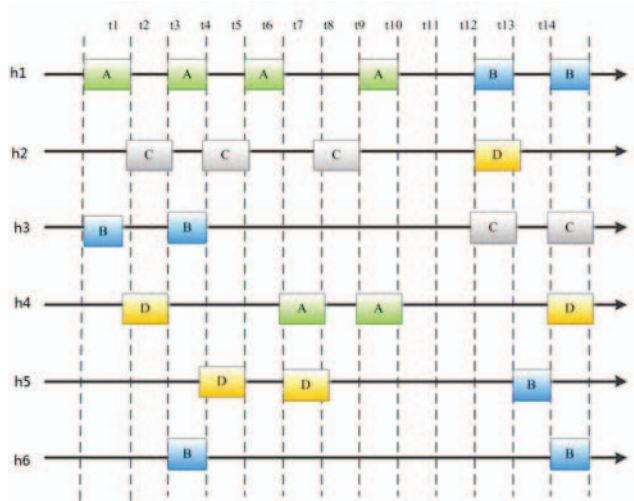 t1 t2 t3 t4 t5 t6 t7 t8 t9 t10 t11 t12 t13 t14
h1 A A A A B B
h2 C C C D
h3 B B C C
h4 D A A D
h5 D D B
h6 B B